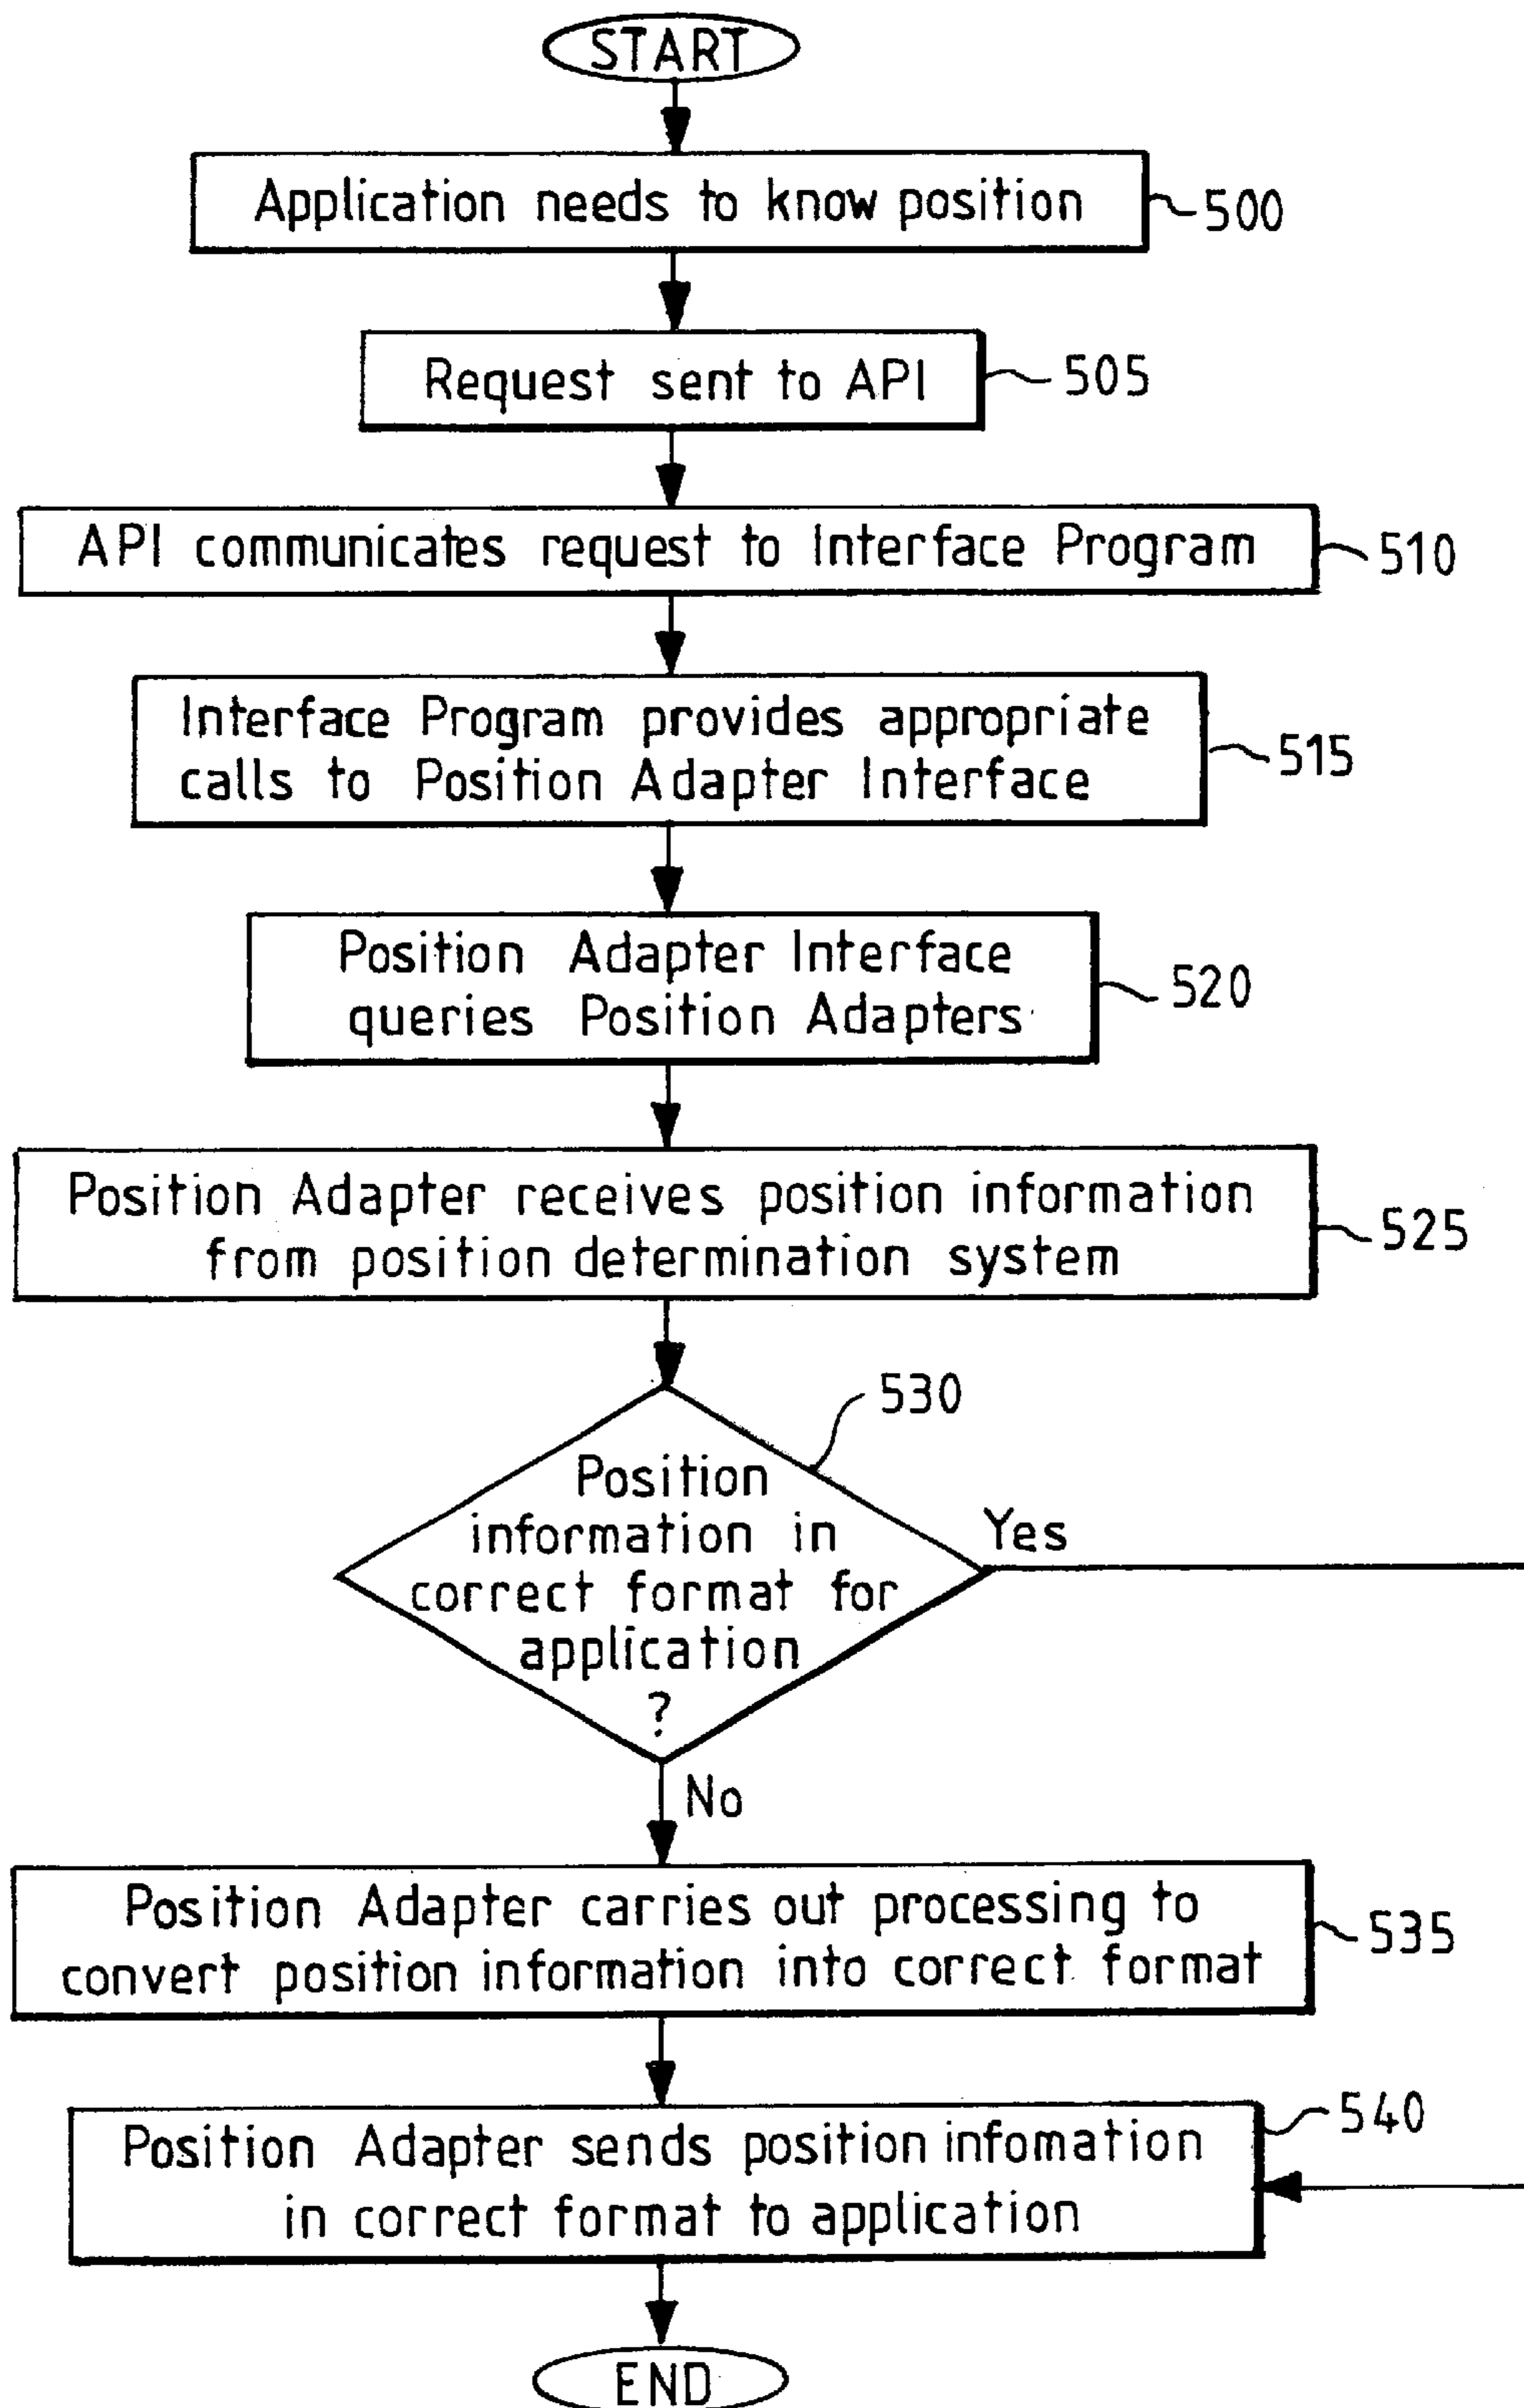 START
Application needs to know position
500
Request sent to API
505
API communicates request to Interface Program
510
Interface Program provides appropriate
calls to Position Adapter Interface
515
Position Adapter Interface
queries Position Adapters
520
Position Adapter receives position information
from position determination system
525
530
Position
information in
correct format for
application
?
Yes
No
Position Adapter carries out processing to
convert position information into correct format
535
Position Adapter sends position infomation
in correct format to application
540
END